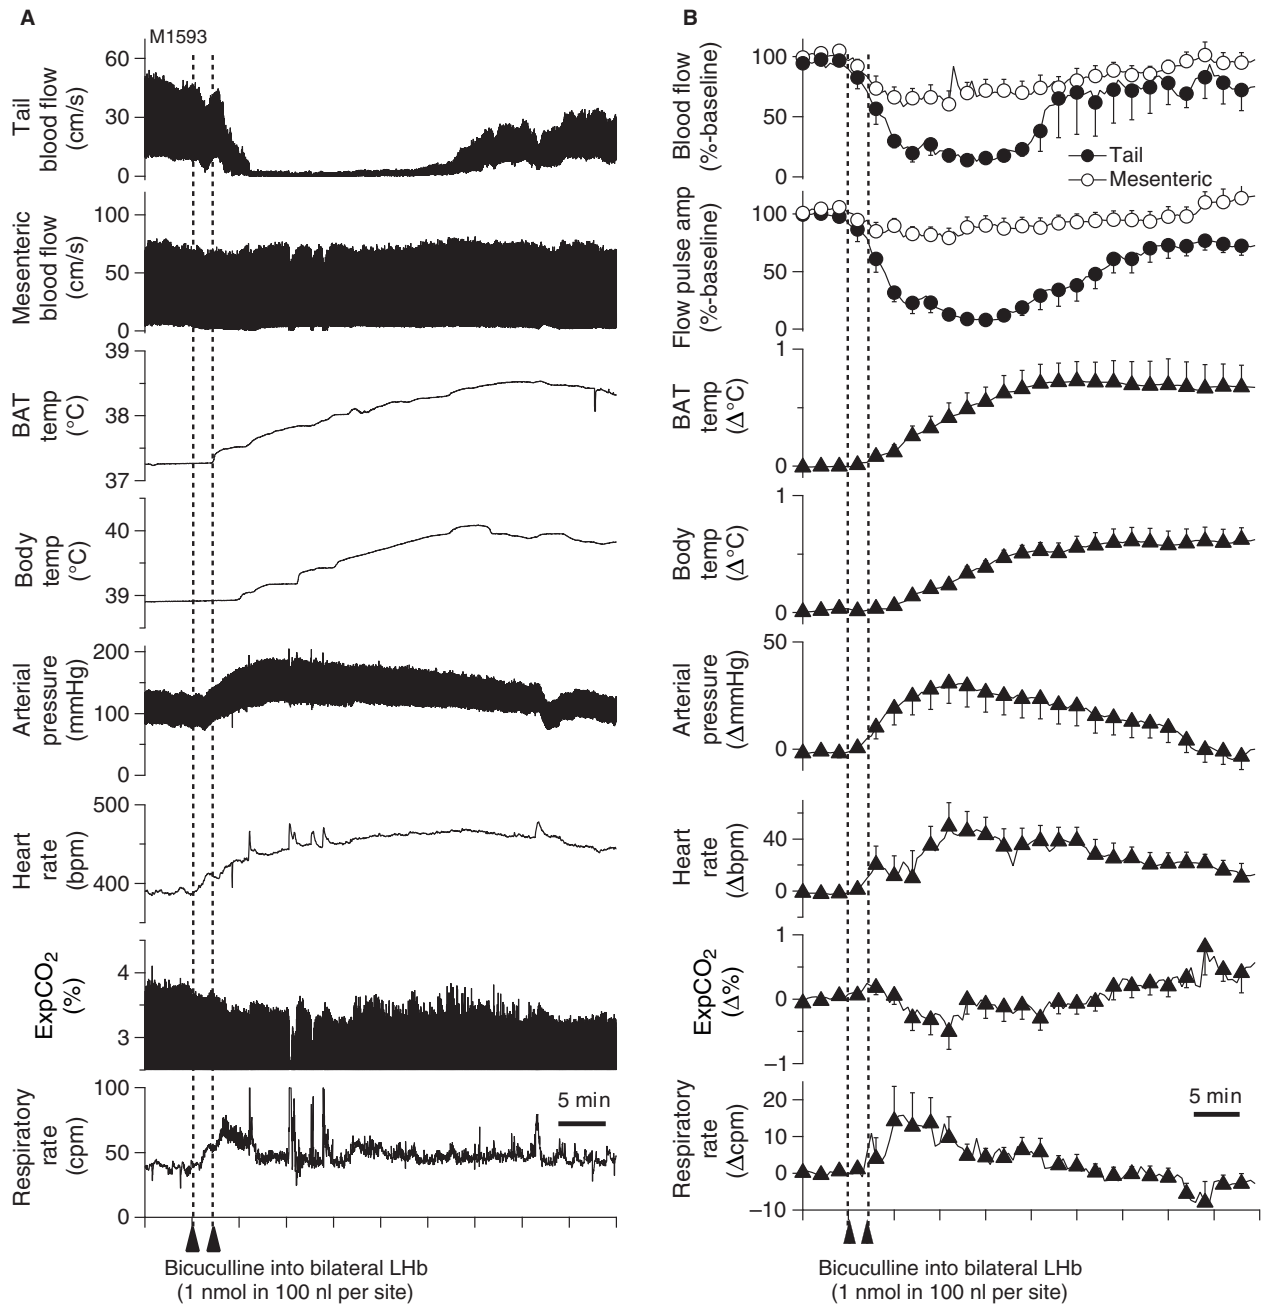 A
M1593
Tail
blood flow
(cm/s)
60
30
0
Mesenteric
blood flow
(cm/s)
100
50
0
BAT
temp
(°C)
39
38
37
Body
temp
(°C)
40
39
Arterial
pressure
(mmHg)
200
100
0
Heart
rate
(bpm)
500
400
ExpCO2
(%)
4
3
Respiratory
rate
(cpm)
100
50
0
5 min
Bicuculline into bilateral LHb
(1 nmol in 100 nl per site)
B
Blood flow
(%-baseline)
100
50
0
Tail
Mesenteric
Flow pulse amp
(%-baseline)
100
50
0
BAT
temp
(Δ°C)
1
0
Body
temp
(Δ°C)
1
0
Arterial
pressure
(ΔmmHg)
50
0
Heart
rate
(Δbpm)
40
0
ExpCO2
(Δ%)
1
0
−1
Respiratory
rate
(Δcpm)
20
10
0
−10
5 min
Bicuculline into bilateral LHb
(1 nmol in 100 nl per site)